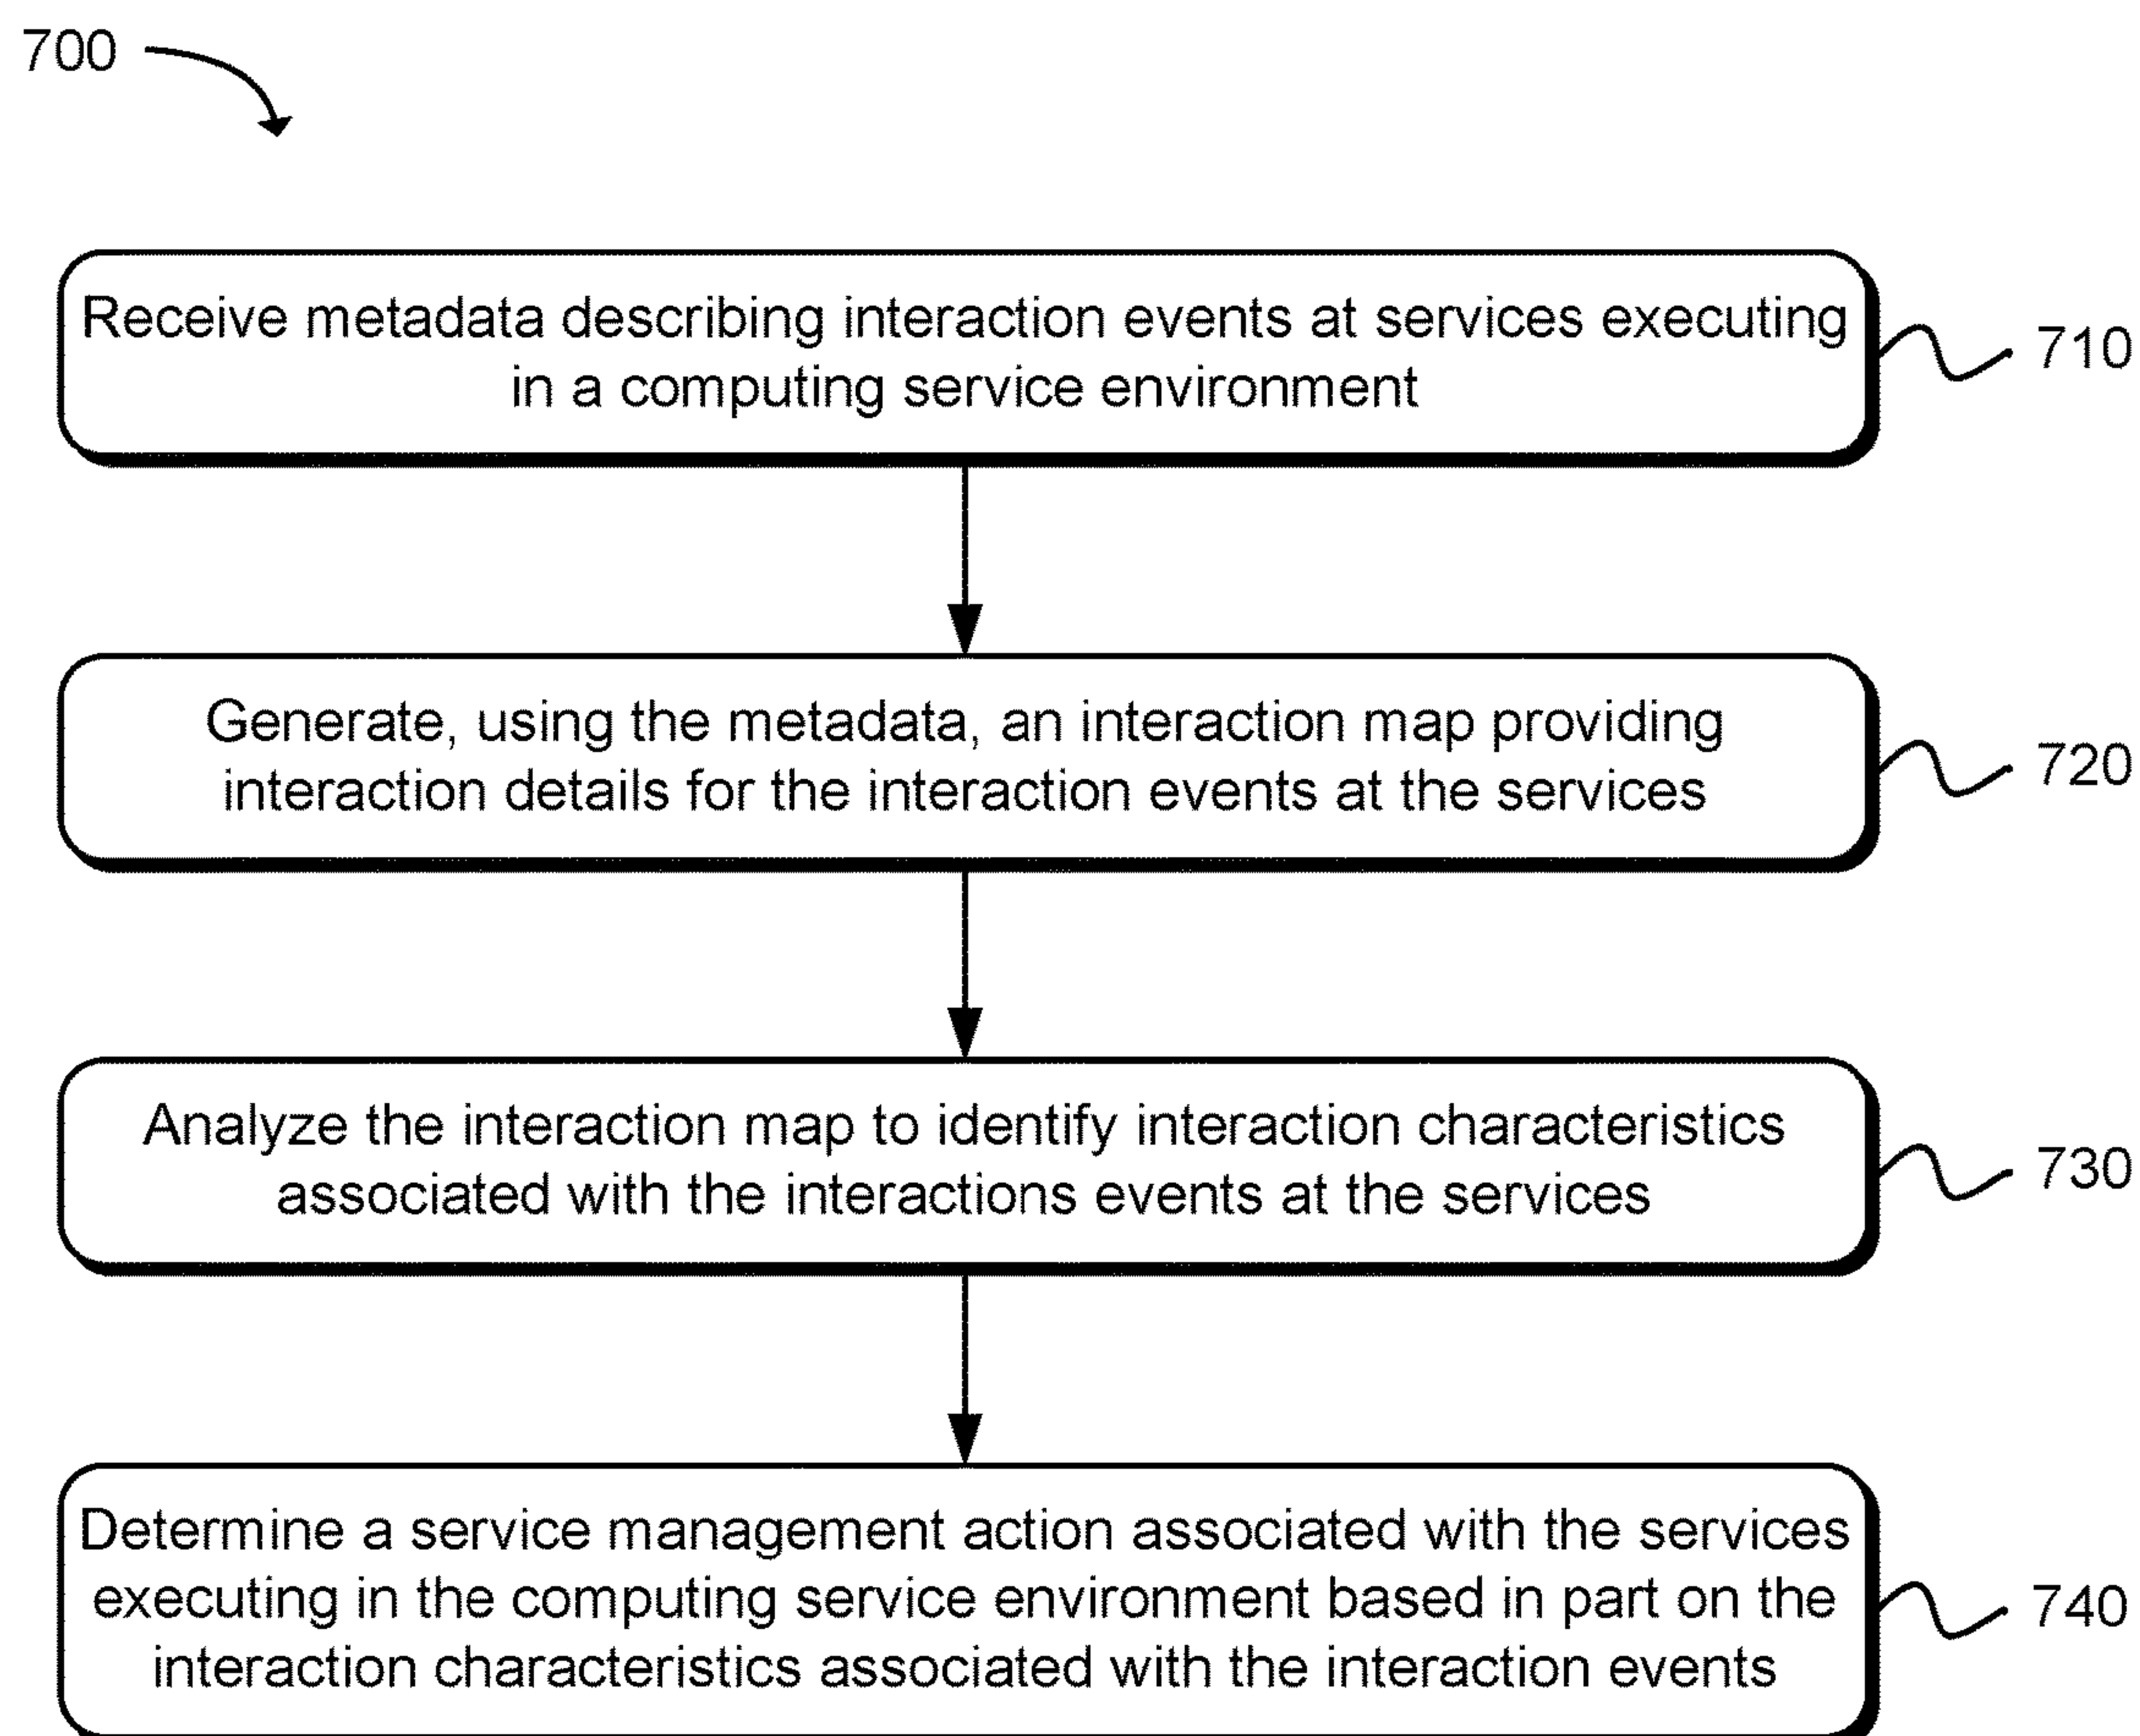 700
Receive metadata describing interaction events at services executing
in a computing service environment
710
Generate, using the metadata, an interaction map providing
interaction details for the interaction events at the services
720
Analyze the interaction map to identify interaction characteristics
associated with the interactions events at the services
730
Determine a service management action associated with the services
executing in the computing service environment based in part on the
interaction characteristics associated with the interaction events
740